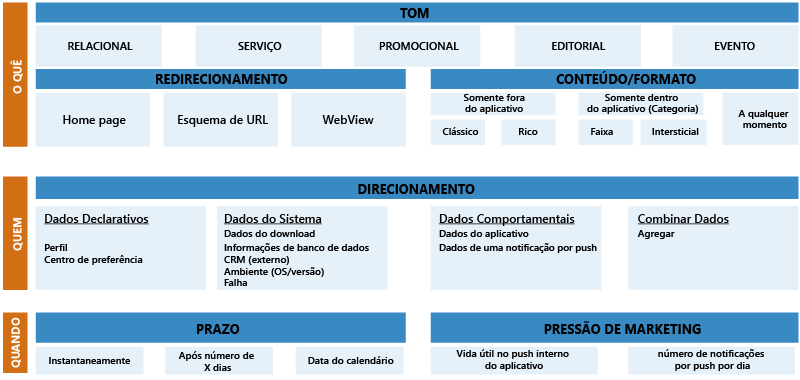 O QUÊ
TOM
RELACIONAL
SERVIÇO
PROMOCIONAL
EDITORIAL
EVENTO
REDIRECIONAMENTO
Home page
Esquema de URL
WebView
CONTEÚDO/FORMATO
Somente fora
do aplicativo
Clássico
Rico
Somente dentro
do aplicativo (Categoria)
Faixa
Intersticial
A qualquer
momento
QUEM
DIRECIONAMENTO
Dados Declarativos
Perfil
Centro de preferência
Dados do Sistema
Dados do download
Informações de banco de dados
CRM (externo)
Ambiente (OS/versão)
Falha
Dados Comportamentais
Dados do aplicativo
Dados de uma notificação por push
Combinar Dados
Agregar
QUANDO
PRAZO
Instantaneamente
Após número de
X dias
Data do calendário
PRESSÃO DE MARKETING
Vida útil no push interno
do aplicativo
número de notificações
por push por dia